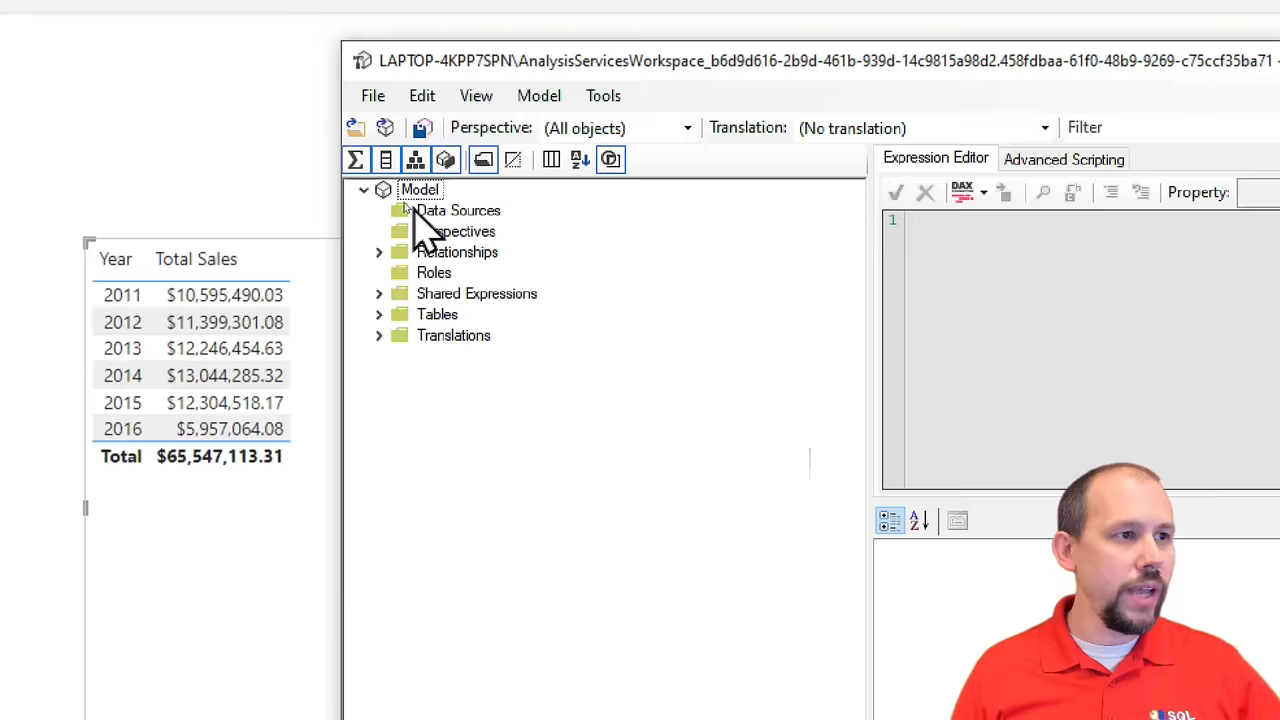 LAPTOP-4KPP7SPN\AnalysisServicesWorkspace_b6d9d616-2b9d-461b-939d-14c9815a98d2.458fdbaa-61f0-48b9-9269-c75ccf35ba71 -
File Edit View Model Tools
Perspective: (All objects) Translation: (No translation) Filter
Expression Editor Advanced Scripting
DAX Property:
1
Model
Data Sources
Relationships
Roles
Shared Expressions
Tables
Translations
Year Total Sales
2011 $10,595,490.03
2012 $11,399,301.08
2013 $12,246,454.63
2014 $13,044,285.32
2015 $12,304,518.17
2016 $5,957,064.08
Total $65,547,113.31
SQL